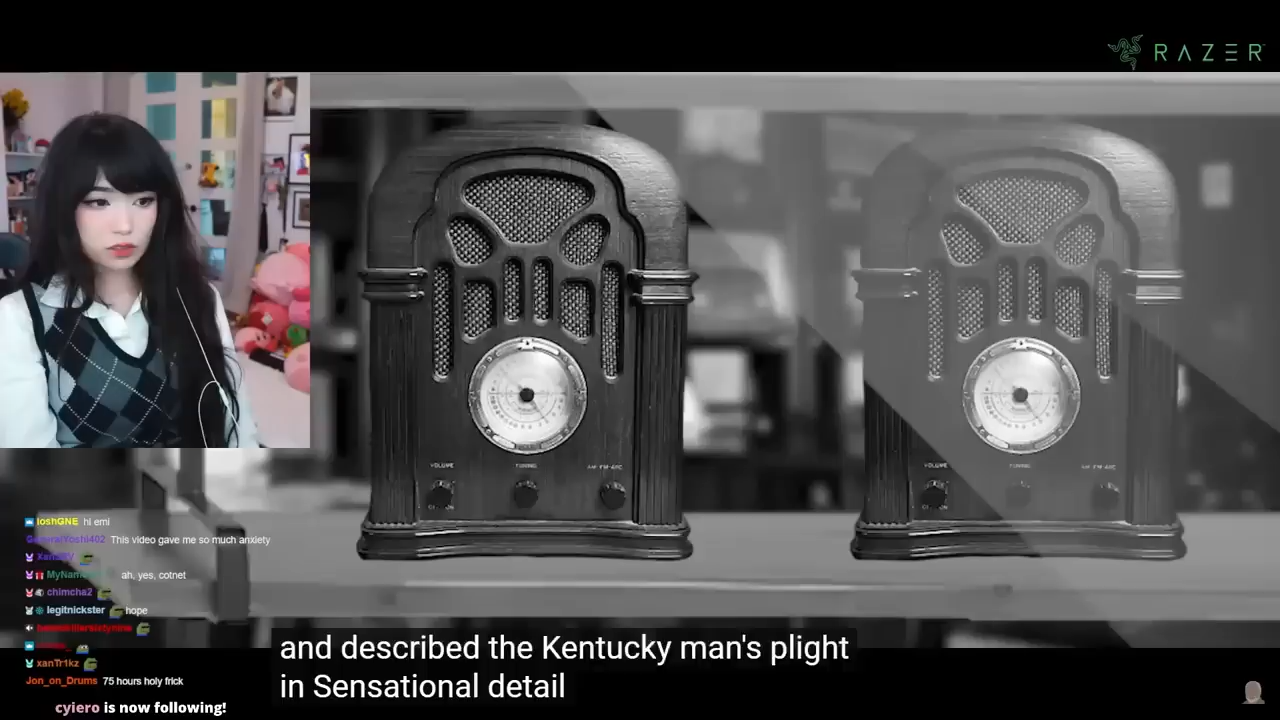 RAZER
VOLUME
TUNING
VOLUME
TUNING
ioshGNE hi emi
GeneralYoshi402 This video gave me so much anxiety
ah, yes, cotnet
chimcha2
legitnickster hope
xanTr1kz
Jon_on_Drums 75 hours holy frick
cyiero is now following!
and described the Kentucky man's plight
in Sensational detail